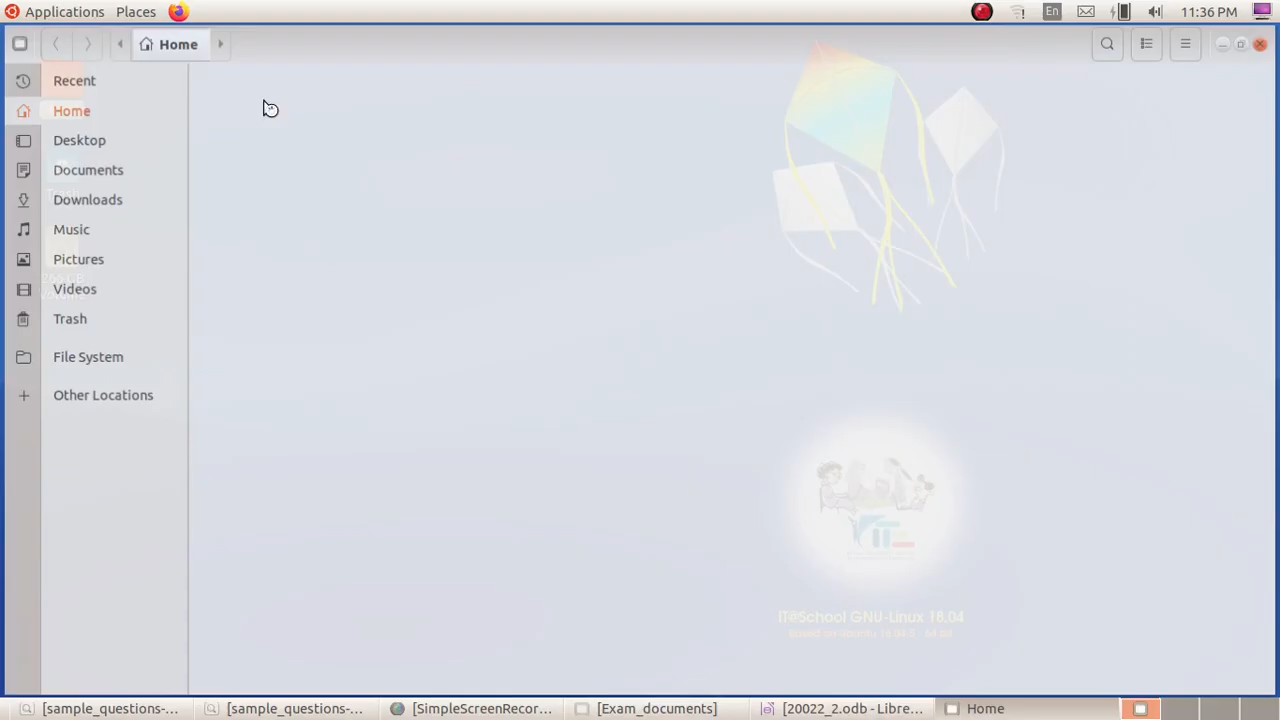 Applications Places En 11:36 PM
Home
Recent
Home
Desktop
Documents
Downloads
Music
Pictures
Videos
Trash
File System
Other Locations
IT@School GNU-Linux 18.04
[sample_questions-... [sample_questions-... [SimpleScreenRecor... [Exam_documents] [20022_2.odb - Libre... Home